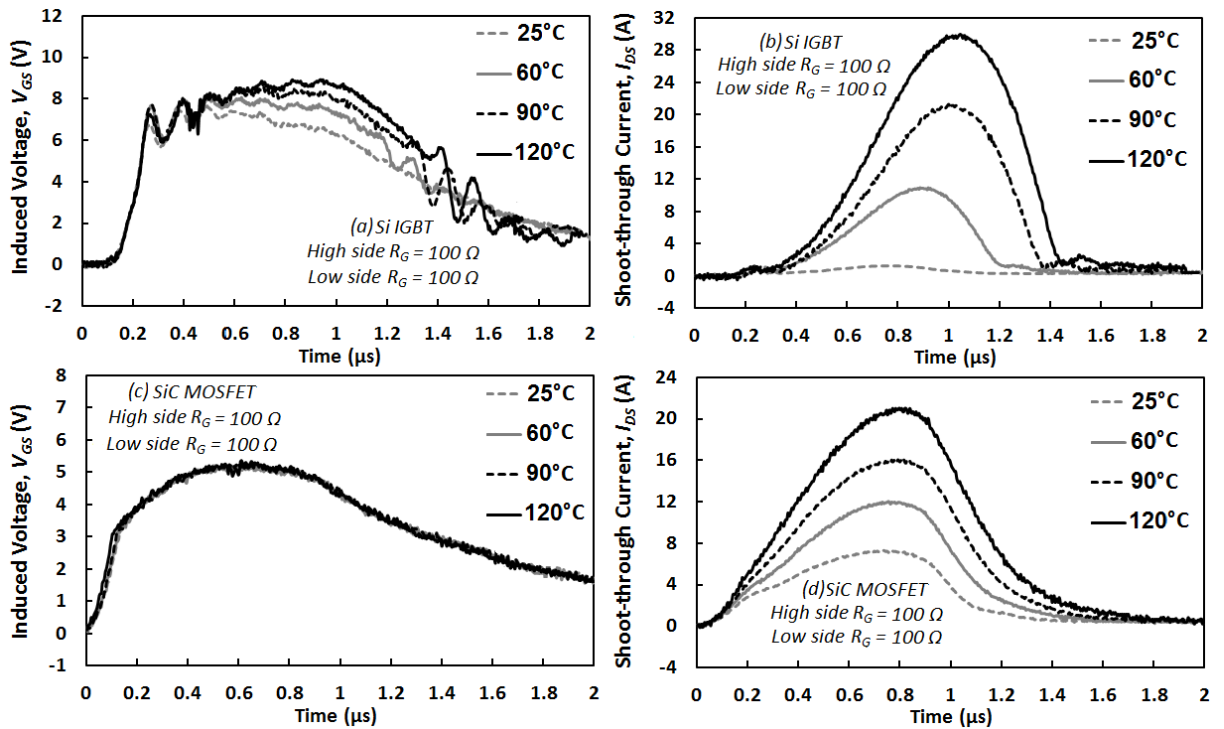 12
10
8
6
4
2
0
-2
0 0.2 0.4 0.6 0.8 1 1.2 1.4 1.6 1.8 2
Induced Voltage, VGS (V)
Time (µs)
25°C
60°C
90°C
120°C
(a) Si IGBT
High side RG = 100 Ω
Low side RG = 100 Ω
32
28
24
20
16
12
8
4
0
-4
0 0.2 0.4 0.6 0.8 1 1.2 1.4 1.6 1.8 2
Shoot-through Current, IDS (A)
Time (µs)
(b) Si IGBT
High side RG = 100 Ω
Low side RG = 100 Ω
25°C
60°C
90°C
120°C
8
7
6
5
4
3
2
1
0
-1
0 0.2 0.4 0.6 0.8 1 1.2 1.4 1.6 1.8 2
Induced Voltage, VGS (V)
Time (µs)
(c) SiC MOSFET
High side RG = 100 Ω
Low side RG = 100 Ω
25°C
60°C
90°C
120°C
24
20
16
12
8
4
0
-4
0 0.2 0.4 0.6 0.8 1 1.2 1.4 1.6 1.8 2
Shoot-through Current, IDS (A)
Time (µs)
25°C
60°C
90°C
120°C
(d) SiC MOSFET
High side RG = 100 Ω
Low side RG = 100 Ω